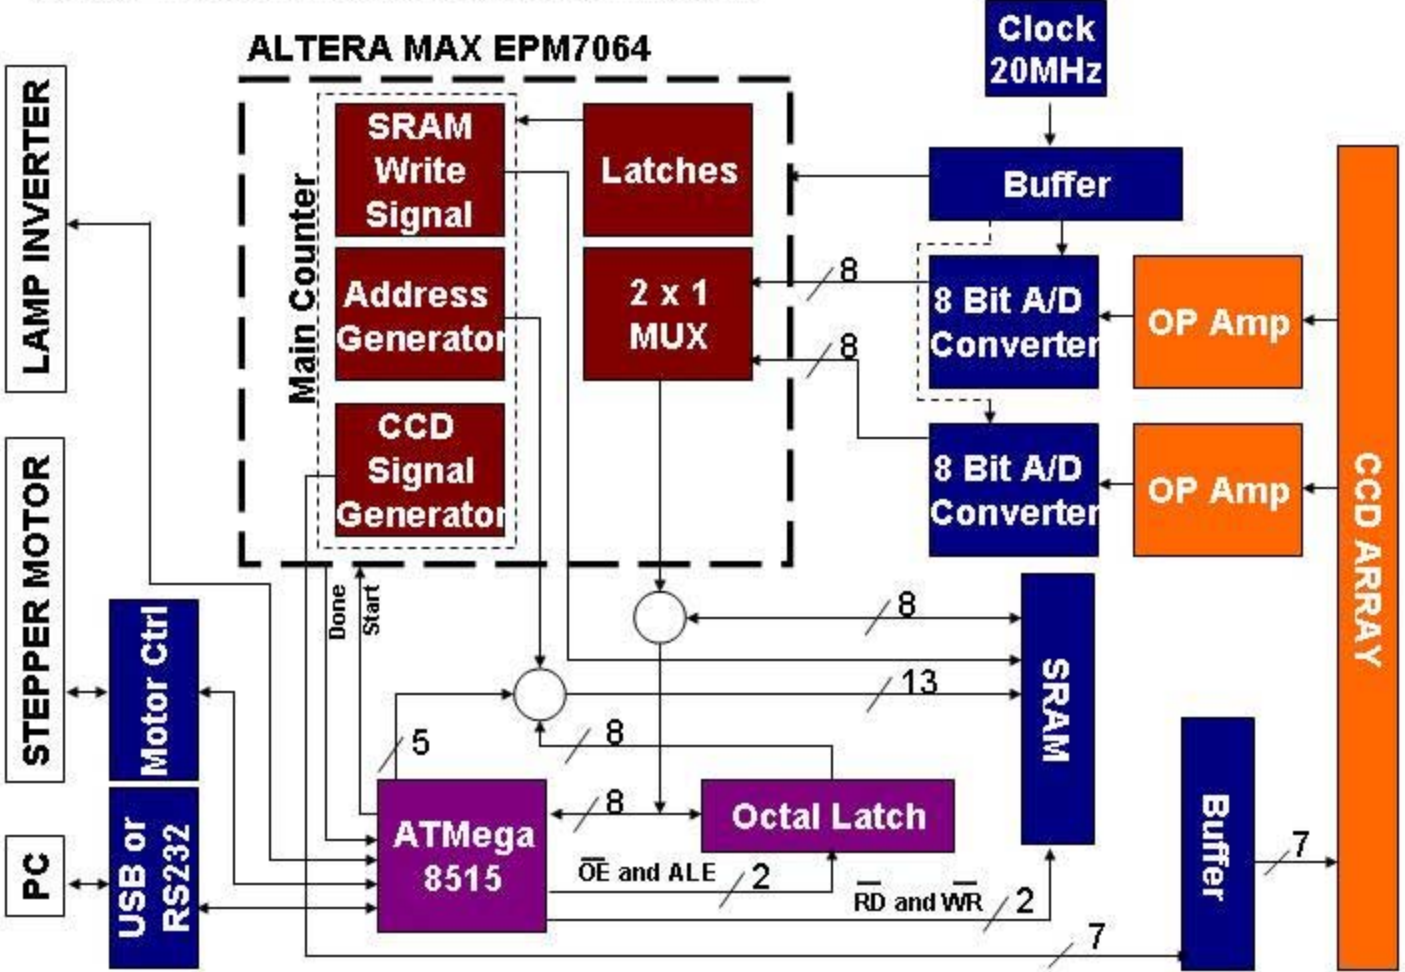 ALTERA MAX EPM7064
Clock
20MHz
LAMP INVERTER
Main Counter
SRAM
Write
Signal
Latches
Buffer
Address
Generator
2 x 1
MUX
8
8
8 Bit A/D
Converter
OP Amp
CCD
Signal
Generator
8 Bit A/D
Converter
OP Amp
CCD ARRAY
STEPPER MOTOR
Motor Ctrl
Done
Start
8
13
SRAM
5
8
8
ATMega
8515
Octal Latch
Buffer
7
PC
USB or
RS232
O̅E̅ and ALE
2
R̅D̅ and W̅R̅
2
7